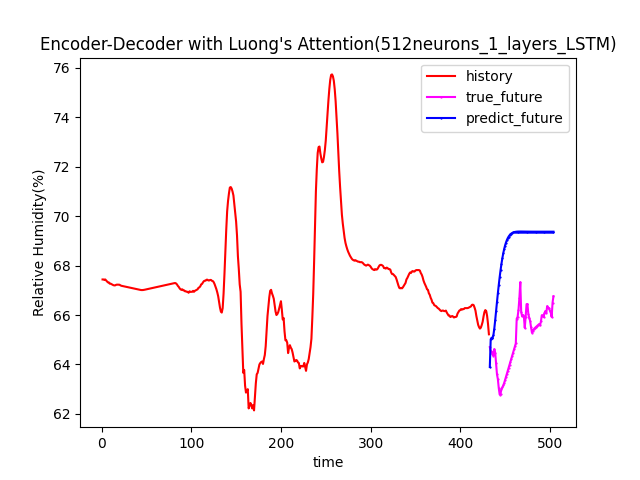 Encoder-Decoder with Luong's Attention(512neurons_1_layers_LSTM)
history
true_future
predict_future
76
74
72
70
68
66
64
62
Relative Humidity(%)
0
100
200
300
400
500
time